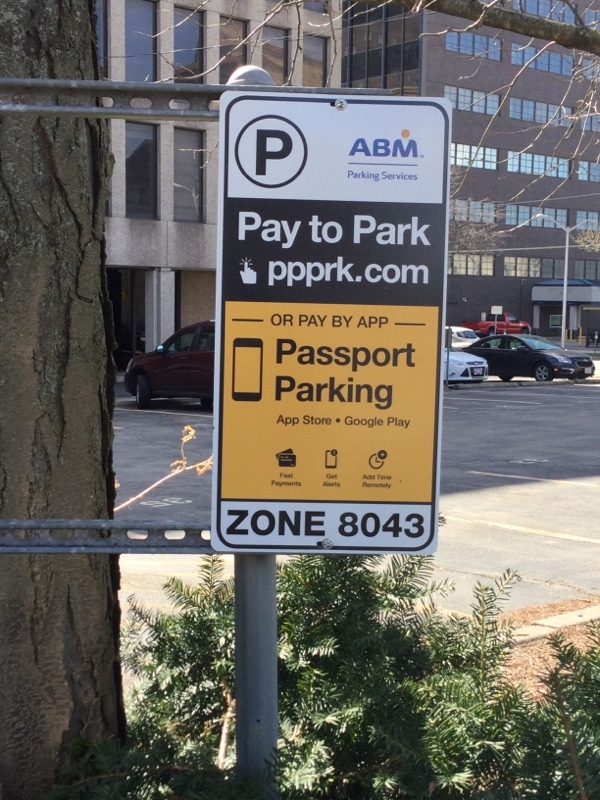 P
ABM
Parking Services
Pay to Park
ppprk.com
OR PAY BY APP
Passport
Parking
App Store • Google Play
Fast
Payments
Get
Alerts
Add Time
Remotely
ZONE 8043